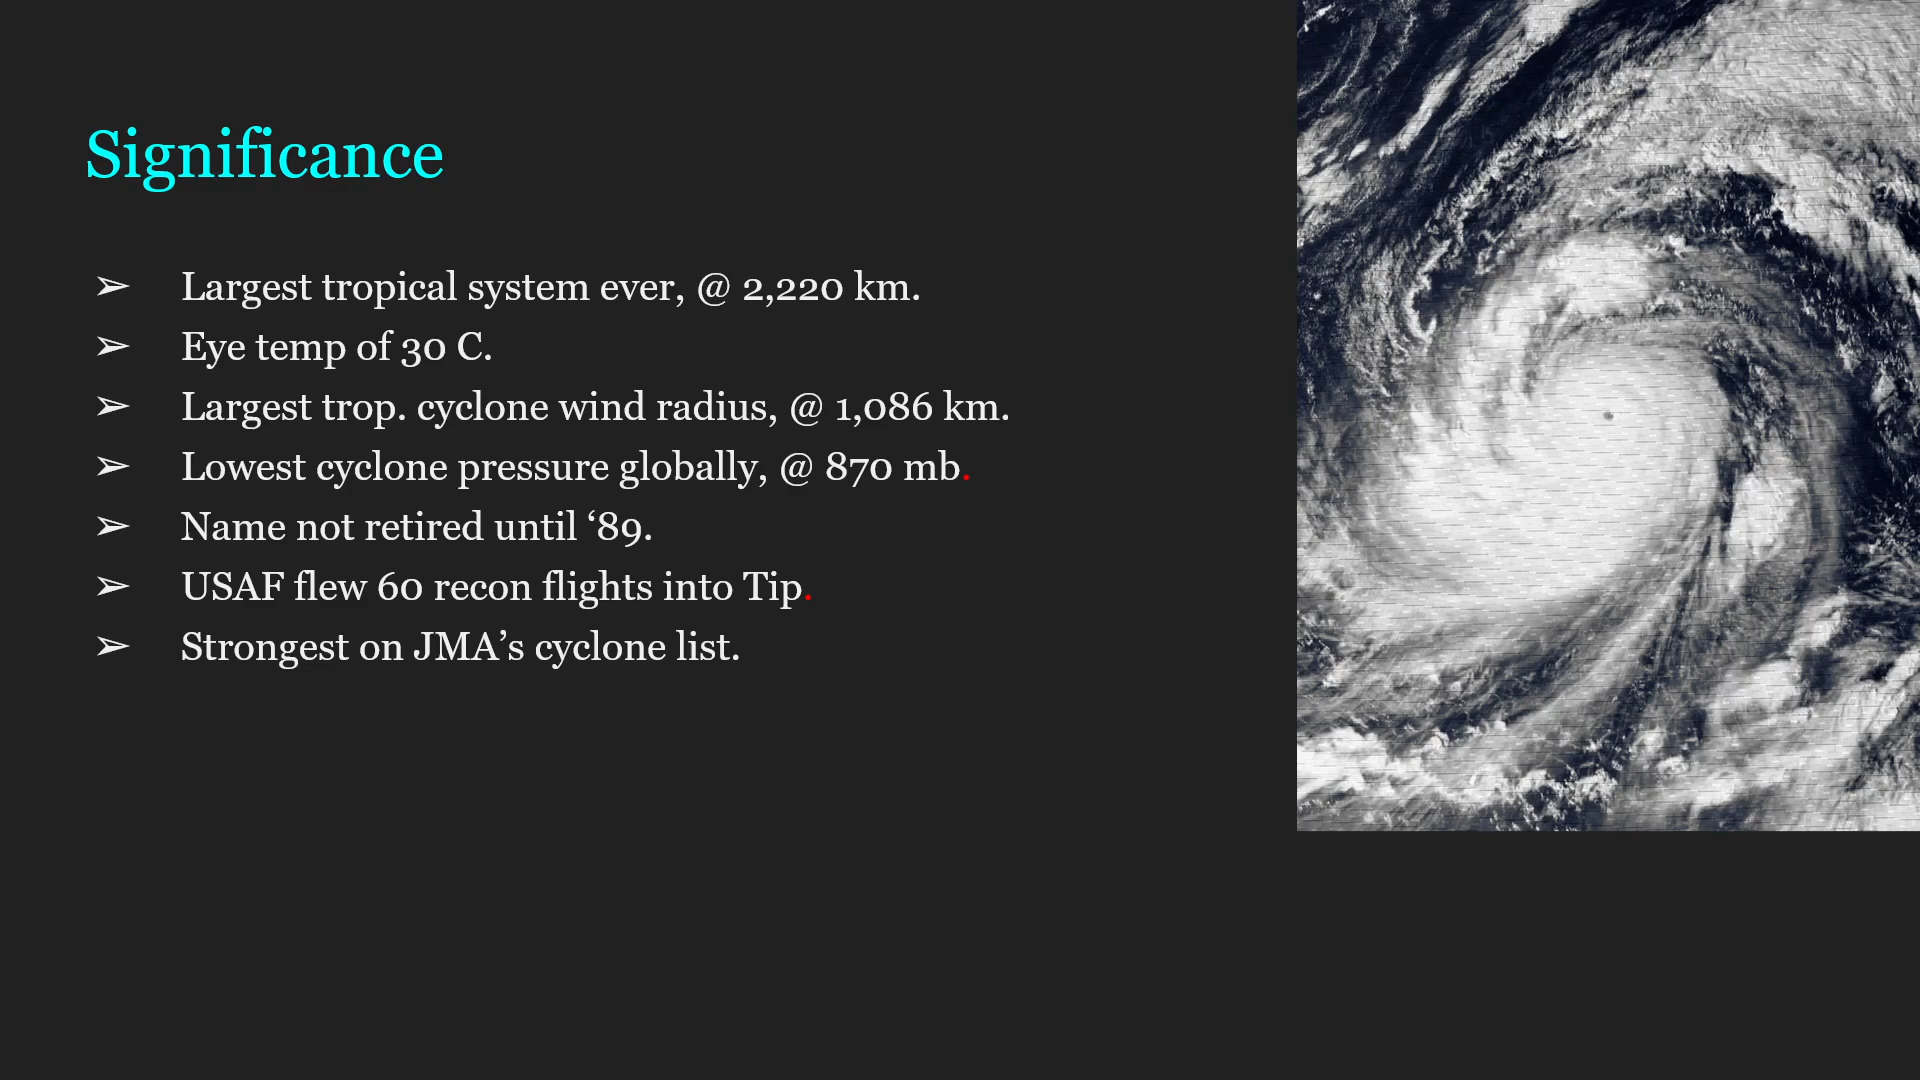 Significance
➢ Largest tropical system ever, @ 2,220 km.
➢ Eye temp of 30 C.
➢ Largest trop. cyclone wind radius, @ 1,086 km.
➢ Lowest cyclone pressure globally, @ 870 mb.
➢ Name not retired until ‘89.
➢ USAF flew 60 recon flights into Tip.
➢ Strongest on JMA’s cyclone list.